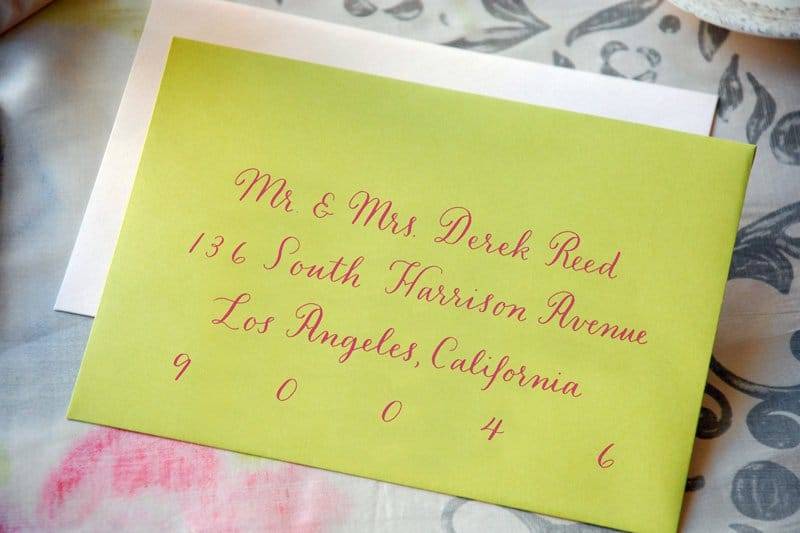 Mr. & Mrs. Derek Reed
136 South Harrison Avenue
Los Angeles, California
9 0 0 4 6